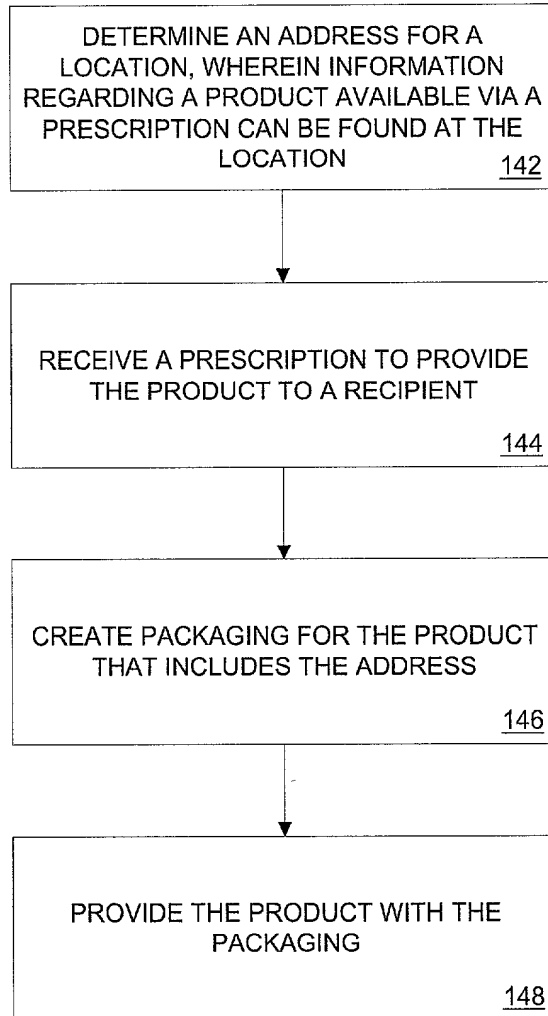 DETERMINE AN ADDRESS FOR A
LOCATION, WHEREIN INFORMATION
REGARDING A PRODUCT AVAILABLE VIA A
PRESCRIPTION CAN BE FOUND AT THE
LOCATION
142
RECEIVE A PRESCRIPTION TO PROVIDE
THE PRODUCT TO A RECIPIENT
144
CREATE PACKAGING FOR THE PRODUCT
THAT INCLUDES THE ADDRESS
146
PROVIDE THE PRODUCT WITH THE
PACKAGING
148